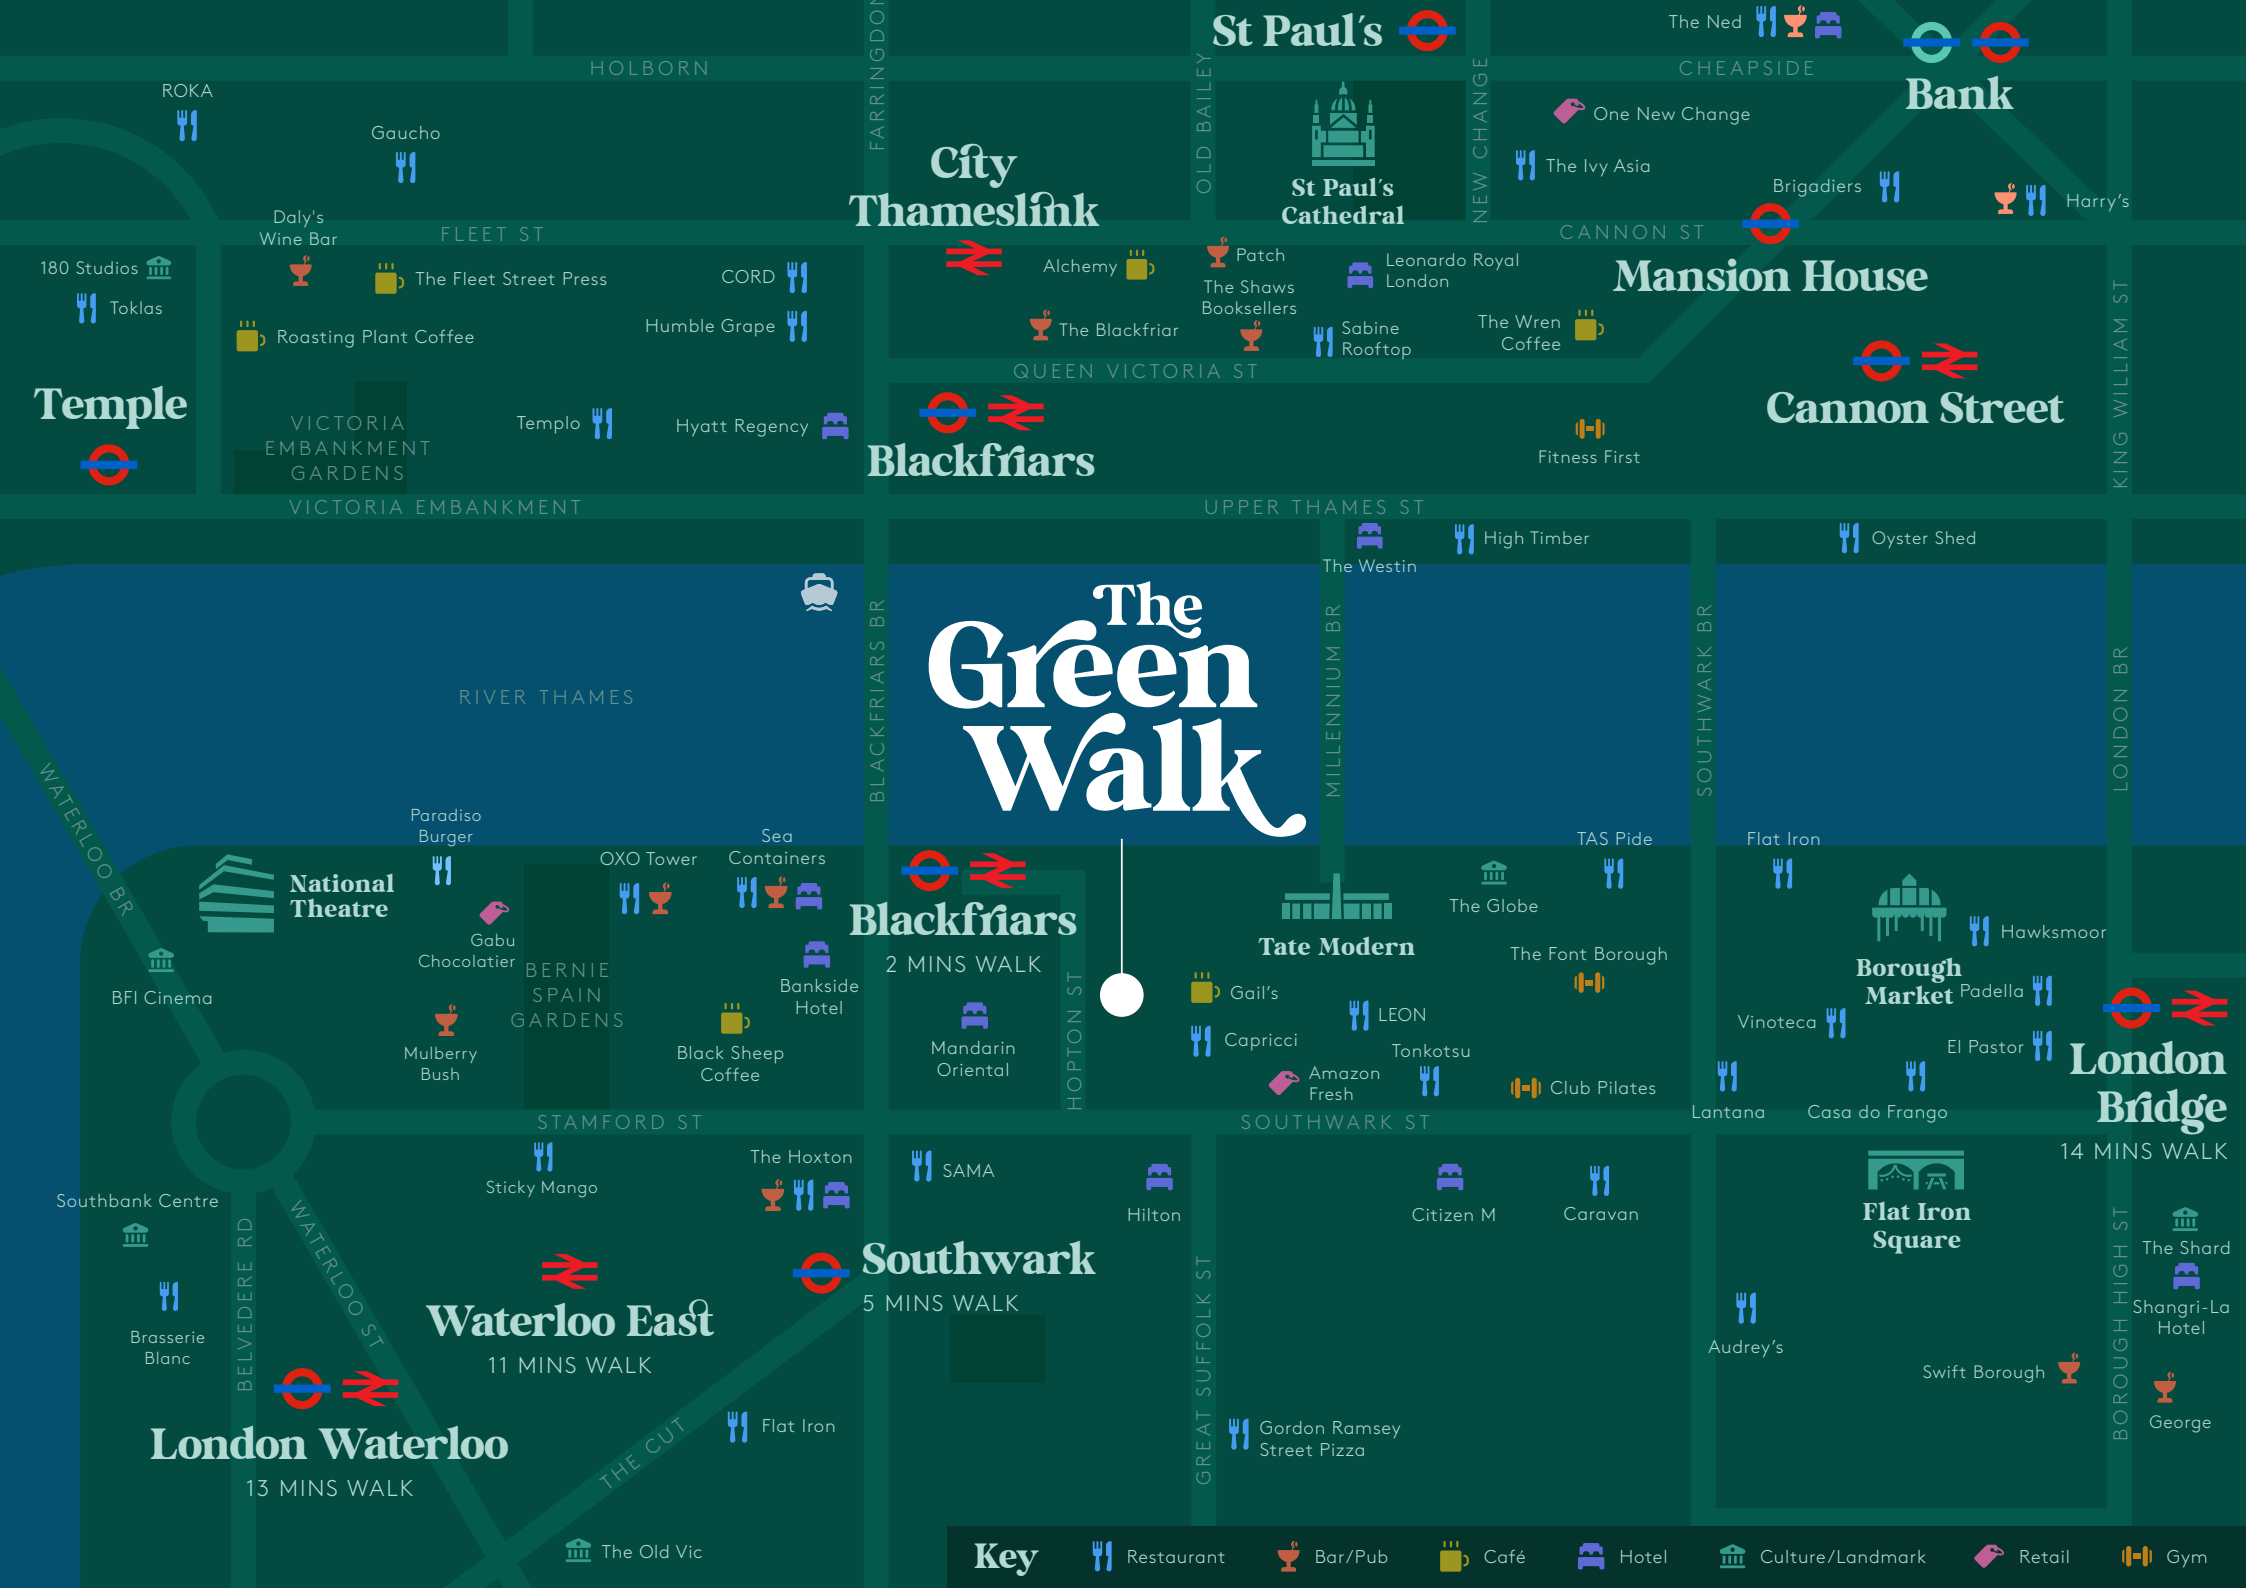 St Paul's
The Ned
FARRINGDON
HOLBORN
OLD BAILEY
NEW CHANGE
CHEAPSIDE
Bank
ROKA
Gaucho
One New Change
City
Thameslink
The Ivy Asia
St Paul's
Cathedral
Brigadiers
Harry's
Daly's
Wine Bar
FLEET ST
CANNON ST
180 Studios
The Fleet Street Press
CORD
Alchemy
Patch
Leonardo Royal
London
Mansion House
Toklas
The Shaws
Booksellers
Roasting Plant Coffee
Humble Grape
The Blackfriar
Sabine
Rooftop
The Wren
Coffee
KING WILLIAM ST
QUEEN VICTORIA ST
Temple
VICTORIA
EMBANKMENT
GARDENS
Templo
Hyatt Regency
Blackfriars
Cannon Street
Fitness First
VICTORIA EMBANKMENT
UPPER THAMES ST
The Westin
High Timber
Oyster Shed
The
Green
Walk
RIVER THAMES
BLACKFRIARS BR
MILLENNIUM BR
SOUTHWARK BR
LONDON BR
WATERLOO BR
Paradiso
Burger
National
Theatre
OXO Tower
Sea
Containers
Blackfriars
2 MINS WALK
Tate Modern
The Globe
TAS Pide
Flat Iron
Gabu
Chocolatier
BFI Cinema
BERNIE
SPAIN
GARDENS
Bankside
Hotel
The Font Borough
Borough
Market
Hawksmoor
Padella
Gail's
HOPTON ST
LEON
Vinoteca
Mulberry
Bush
Black Sheep
Coffee
Mandarin
Oriental
Capricci
Tonkotsu
El Pastor
London
Bridge
14 MINS WALK
Amazon
Fresh
Club Pilates
Lantana
Casa do Frango
STAMFORD ST
SOUTHWARK ST
Sticky Mango
The Hoxton
SAMA
Hilton
Citizen M
Caravan
Flat Iron
Square
Southbank Centre
BELVEDERE RD
WATERLOO ST
Southwark
5 MINS WALK
GREAT SUFFOLK ST
BOROUGH HIGH ST
The Shard
Shangri-La
Hotel
Brasserie
Blanc
Waterloo East
11 MINS WALK
Audrey's
Swift Borough
George
London Waterloo
13 MINS WALK
THE CUT
Flat Iron
Gordon Ramsey
Street Pizza
The Old Vic
Key
Restaurant
Bar/Pub
Café
Hotel
Culture/Landmark
Retail
Gym